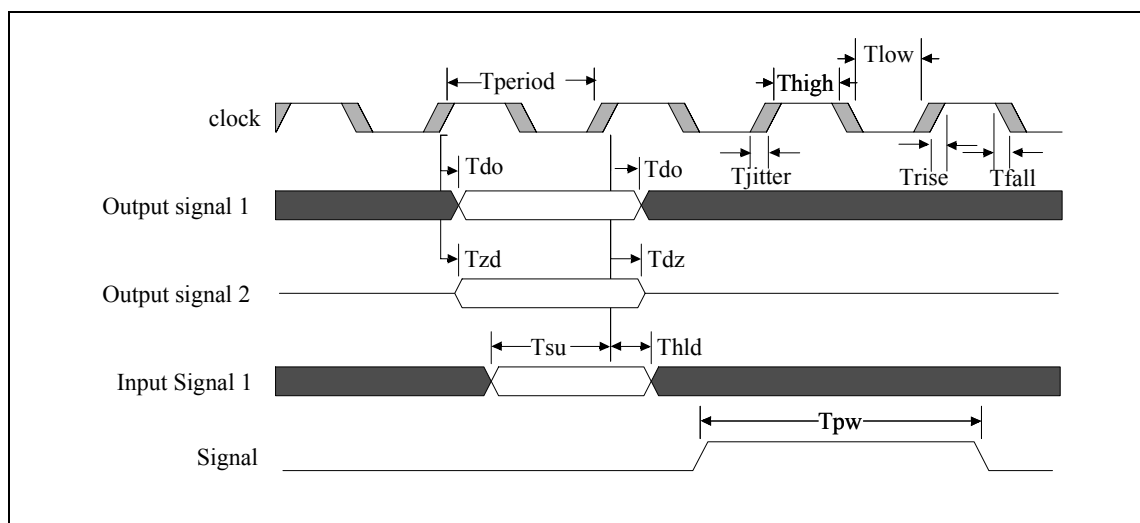 Tlow
Tperiod
Thigh
clock
Tdo
Tdo
Tjitter
Trise
Tfall
Output signal 1
Tzd
Tdz
Output signal 2
Tsu
Thld
Input Signal 1
Tpw
Signal